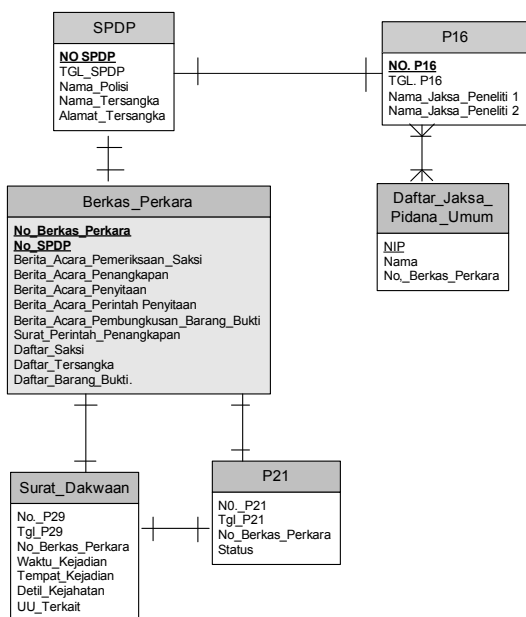 SPDP
NO SPDP
TGL_SPDP
Nama_Polisi
Nama_Tersangka
Alamat_Tersangka
P16
NO. P16
TGL. P16
Nama_Jaksa_Peneliti 1
Nama_Jaksa_Peneliti 2
Berkas_Perkara
No_Berkas_Perkara
No_SPDP
Berita_Acara_Pemeriksaan_Saksi
Berita_Acara_Penangkapan
Berita_Acara_Penyitaan
Berita_Acara_Perintah Penyitaan
Berita_Acara_Pembungkusan_Barang_Bukti
Surat_Perintah_Penangkapan
Daftar_Saksi
Daftar_Tersangka
Daftar_Barang_Bukti.
Daftar_Jaksa_
Pidana_Umum
NIP
Nama
No,_Berkas_Perkara
Surat_Dakwaan
No._P29
Tgl_P29
No_Berkas_Perkara
Waktu_Kejadian
Tempat_Kejadian
Detil_Kejahatan
UU_Terkait
P21
N0._P21
Tgl_P21
No_Berkas_Perkara
Status